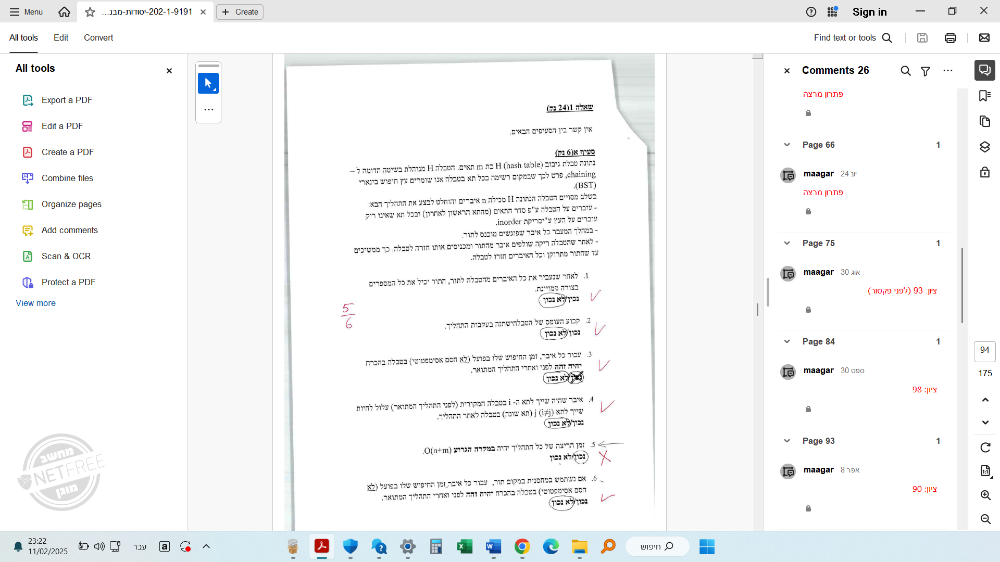 Menu
202-1-9191-יסודות-מבנ...
Create
Sign in
All tools
Edit
Convert
Find text or tools
All tools
Export a PDF
Edit a PDF
Create a PDF
Combine files
Organize pages
Add comments
Scan & OCR
Protect a PDF
View more
שאלה 1(24 נק)
אין קשר בין הסעיפים הבאים.
סעיף א(6 נק)
נתונה טבלת גיבוב H (hash table) בת m תאים. הטבלה H מנוהלת בשיטה הדומה ל –
chaining, פרט לכך שבמקום רשימה בכל תא בטבלה אנו שומרים עץ חיפוש בינארי
(BST).
בשלב מסויים הטבלה הנתונה H מכילה n איברים והוחלט לבצע את התהליך הבא:
- עוברים על הטבלה ע"פ סדר התאים (מהתא הראשון לאחרון) ובכל תא שאינו ריק
עוברים על העץ ע"יסריקת inorder.
- במהלך המעבר כל איבר שפוגשים מוכנס לתור.
- לאחר שהטבלה ריקה שולפים איבר מהתור ומכניסים אותו חזרה לטבלה. כך ממשיכים
עד שהתור מתרוקן וכל האיברים חזרו לטבלה.
1. לאחר שנעביר את כל האיברים מהטבלה לתור, התור יכיל את כל המספרים
בצורה ממויינת.
נכון/לא נכון
5
6
2. קבוע העומס של הטבלהישתנה בעקבות התהליך.
נכון/לא נכון
3. עבור כל איבר, זמן החיפוש שלו בפועל (לא חסם אסימפטוטי) בטבלה בהכרח
יהיה זהה לפני ואחרי התהליך המתואר.
נכון/לא נכון
4. איבר שהיה שייך לתא ה- i בטבלה המקורית (לפני התהליך המתואר) עלול להיות
שייך לתא j (i≠j) (תא שונה) בטבלה לאחר התהליך.
נכון/לא נכון
5. זמן הריצה של כל התהליך יהיה במקרה הגרוע O(n+m).
נכון/לא נכון
6. אם נשתמש במחסנית במקום תור, עבור כל איבר זמן החיפוש שלו בפועל (לא
חסם אסימפטוטי) בטבלה בהכרח יהיה זהה לפני ואחרי התהליך המתואר.
נכון/לא נכון
Comments 26
פתרון מרצה
Page 66
1
maagar
יונ 24
פתרון מרצה
Page 75
1
maagar
אוג 30
ציון: 93 (לפני פקטור)
Page 84
1
maagar
ספט 30
ציון: 98
Page 93
1
maagar
אפר 8
ציון: 90
94
175
1:1
מחשב
NETFREE
מוגן
23:22
11/02/2025
עבר
a
חיפוש